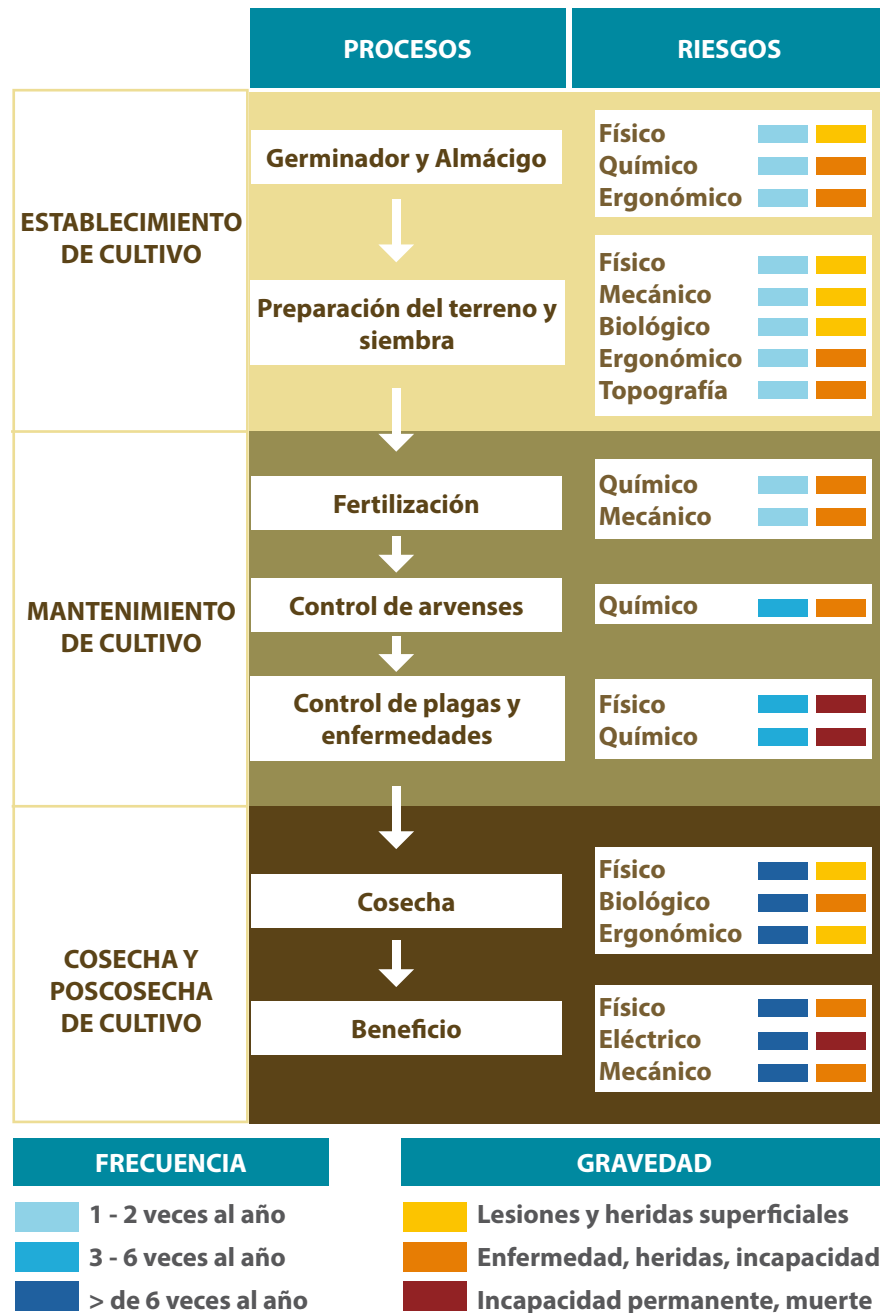 PROCESOS
RIESGOS
ESTABLECIMIENTO
DE CULTIVO
Germinador y Almácigo
Físico
Químico
Ergonómico
Preparación del terreno y
siembra
Físico
Mecánico
Biológico
Ergonómico
Topografía
MANTENIMIENTO
DE CULTIVO
Fertilización
Químico
Mecánico
Control de arvenses
Químico
Control de plagas y
enfermedades
Físico
Químico
COSECHA Y
POSCOSECHA
DE CULTIVO
Cosecha
Físico
Biológico
Ergonómico
Beneficio
Físico
Eléctrico
Mecánico
FRECUENCIA
1 - 2 veces al año
3 - 6 veces al año
> de 6 veces al año
GRAVEDAD
Lesiones y heridas superficiales
Enfermedad, heridas, incapacidad
Incapacidad permanente, muerte